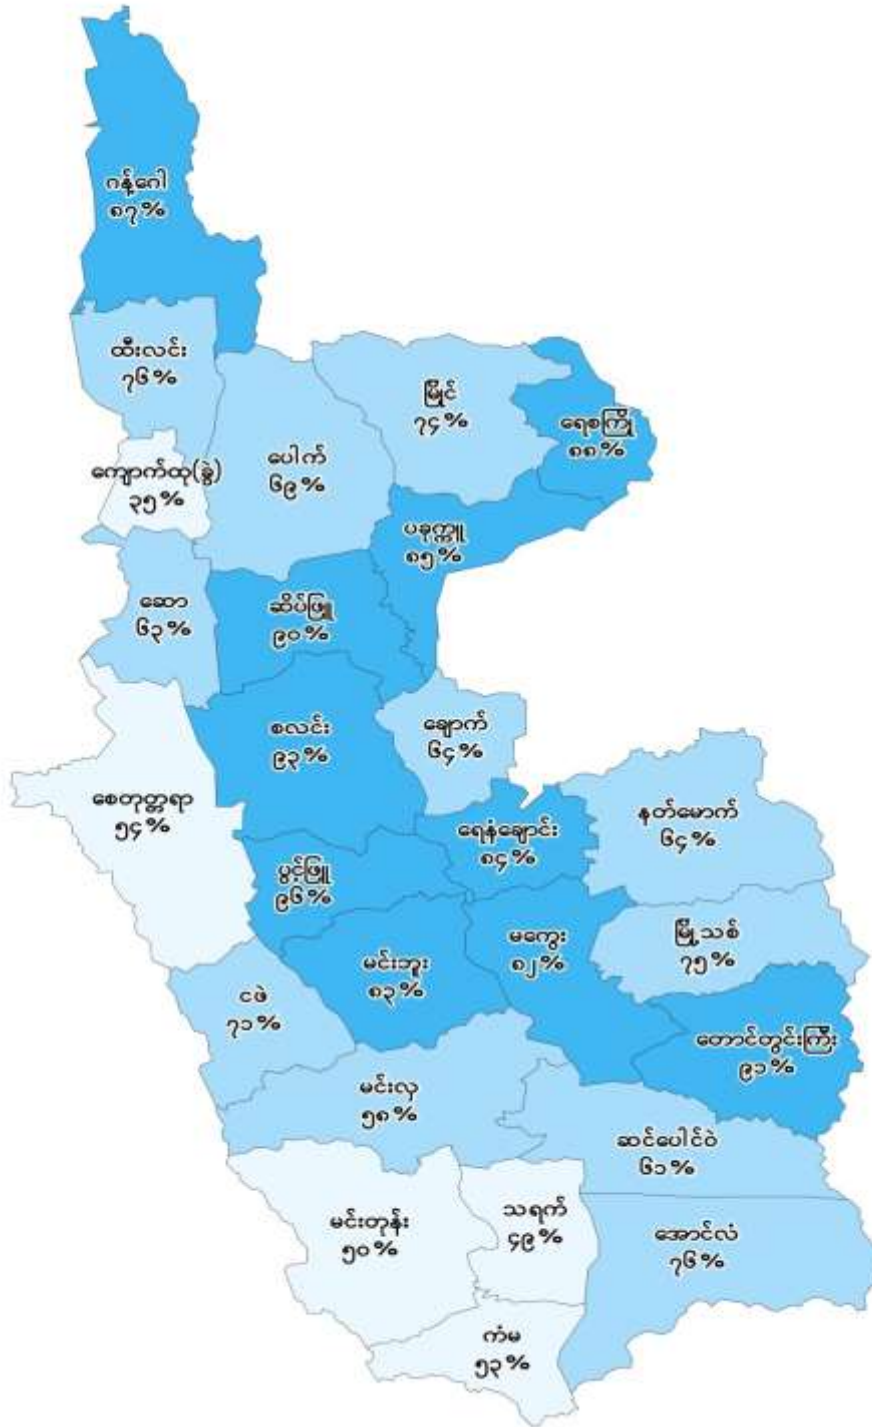 ဂန့်ဂေါ
၈၇%
ထီးလင်း
၇၆%
မြိုင်
၇၄%
ရေစကြို
၈၈%
ကျောက်ထု(ခွဲ)
၃၅%
ပေါက်
၆၉%
ပခုက္ကူ
၈၅%
ဆော
၆၃%
ဆိပ်ဖြူ
၉၀%
စလင်း
၉၃%
ချောက်
၆၄%
စေတုတ္တရာ
၅၄%
ရေနံချောင်း
၈၄%
နတ်မောက်
၆၄%
ပွင့်ဖြူ
၉၆%
မင်းဘူး
၈၃%
မကွေး
၈၂%
မြို့သစ်
၇၅%
ငဖဲ
၇၁%
တောင်တွင်းကြီး
၉၁%
မင်းလှ
၅၈%
ဆင်ပေါင်ဝဲ
၆၁%
မင်းတုန်း
၅၀%
သရက်
၄၉%
အောင်လံ
၇၆%
ကံမ
၅၃%